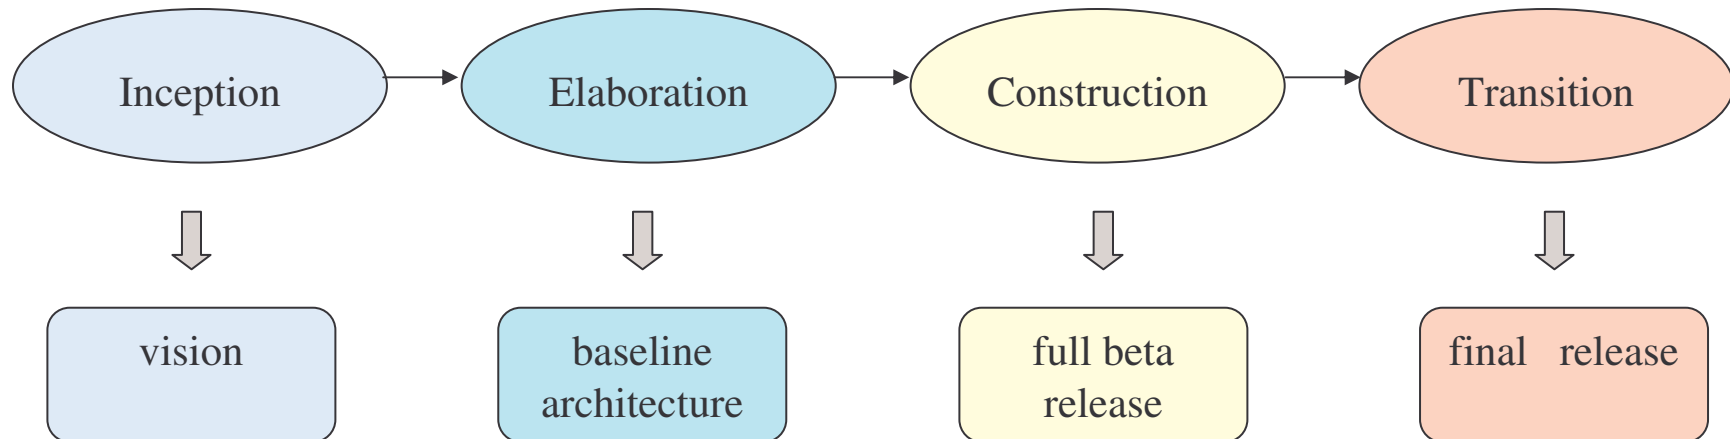 Inception
Elaboration
Construction
Transition
vision
baseline
architecture
full beta
release
final release